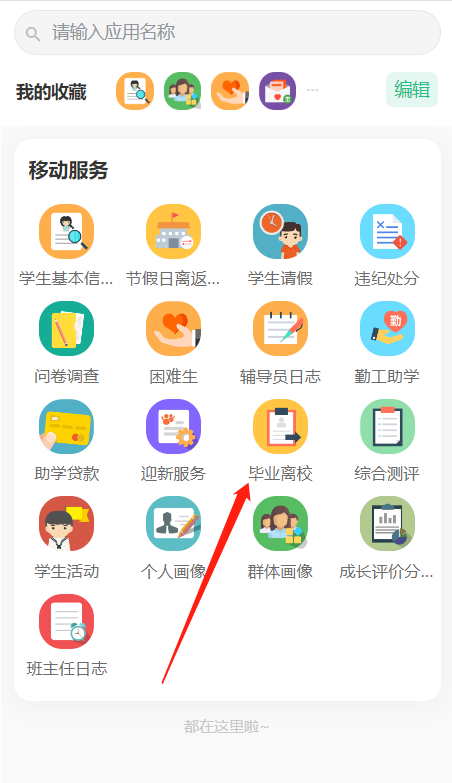 请输入应用名称
我的收藏 ... 编辑
移动服务
学生基本信... 节假日离返... 学生请假 违纪处分
问卷调查 困难生 辅导员日志 勤工助学
勤
助学贷款 迎新服务 毕业离校 综合测评
学生活动 个人画像 群体画像 成长评价分...
班主任日志
都在这里啦~